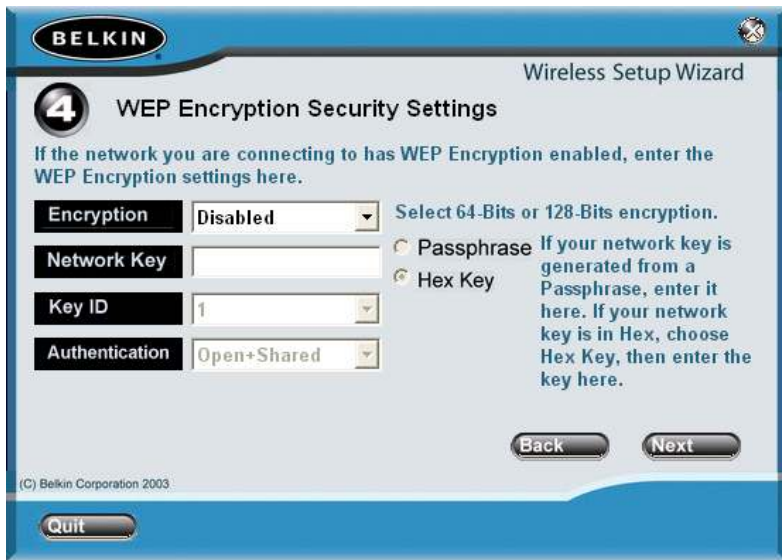 BELKIN
Wireless Setup Wizard
4 WEP Encryption Security Settings
If the network you are connecting to has WEP Encryption enabled, enter the
WEP Encryption settings here.
Encryption Disabled Select 64-Bits or 128-Bits encryption.
Network Key
Passphrase
Hex Key
If your network key is
generated from a
Passphrase, enter it
here. If your network
key is in Hex, choose
Hex Key, then enter the
key here.
Key ID 1
Authentication Open+Shared
Back Next
(C) Belkin Corporation 2003
Quit